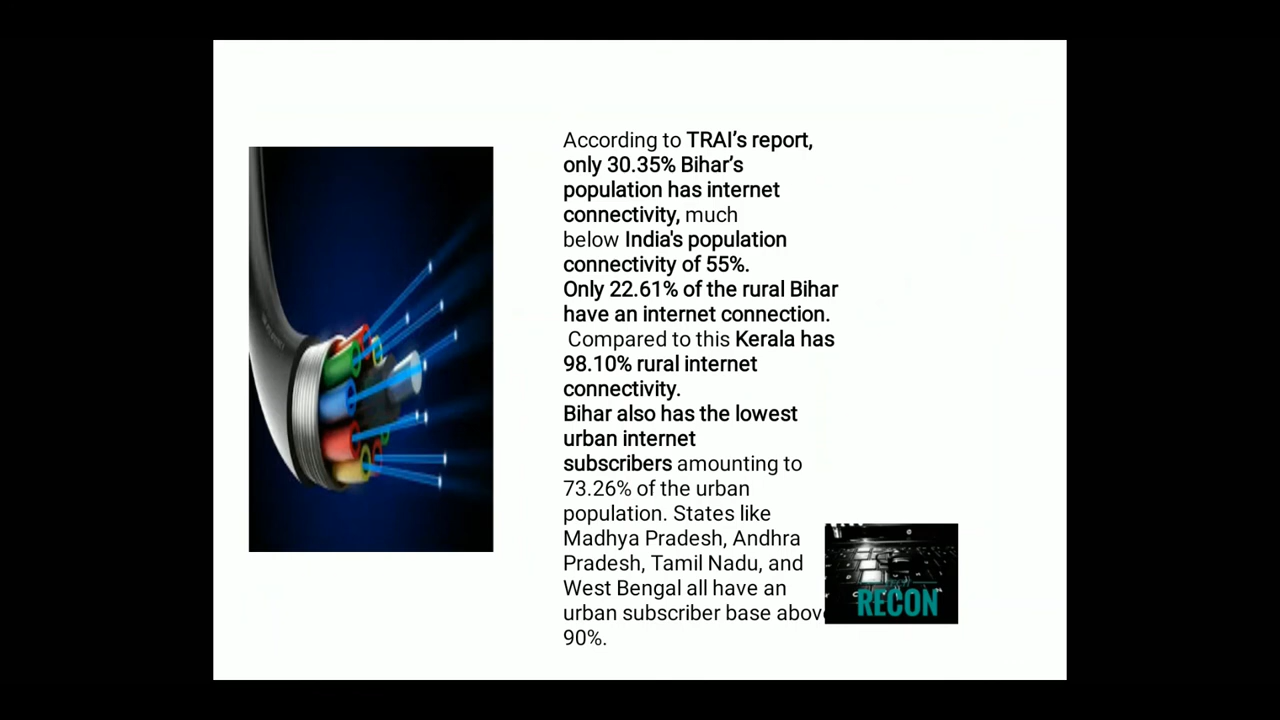 According to TRAI’s report,
only 30.35% Bihar’s
population has internet
connectivity, much
below India's population
connectivity of 55%.
Only 22.61% of the rural Bihar
have an internet connection.
Compared to this Kerala has
98.10% rural internet
connectivity.
Bihar also has the lowest
urban internet
subscribers amounting to
73.26% of the urban
population. States like
Madhya Pradesh, Andhra
Pradesh, Tamil Nadu, and
West Bengal all have an
urban subscriber base above
90%.
RECON